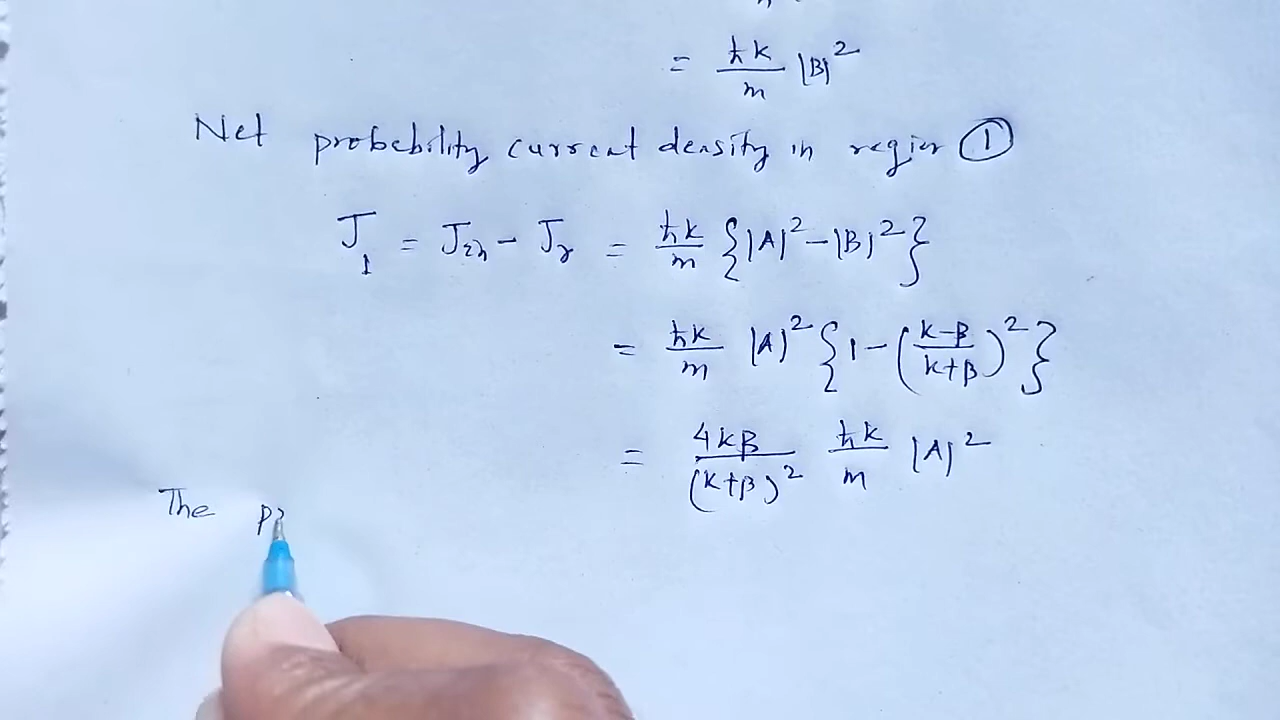 = ħk/m |B|²
Net probability current density in region ①
J₁ = Jin − Jr = ħk/m {|A|² − |B|²}
= ħk/m |A|² {1 − ((k−β)/(k+β))²}
= 4kβ/(k+β)² ħk/m |A|²
The